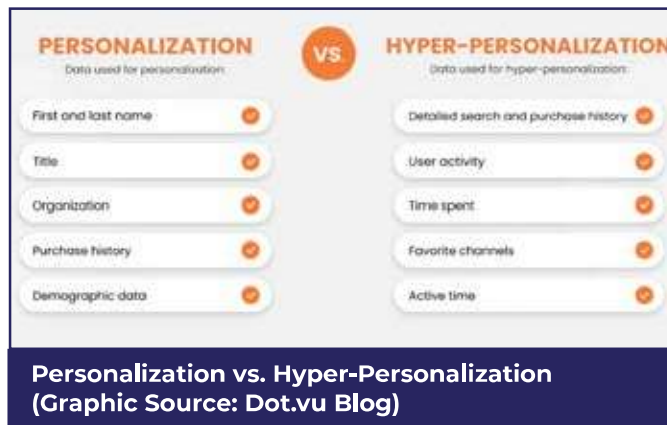 PERSONALIZATION
Data used for personalization:
First and last name
Title
Organization
Purchase history
Demographic data
VS
HYPER-PERSONALIZATION
Data used for hyper-personalization:
Detailed search and purchase history
User activity
Time spent
Favorite channels
Active time
Personalization vs. Hyper-Personalization
(Graphic Source: Dot.vu Blog)